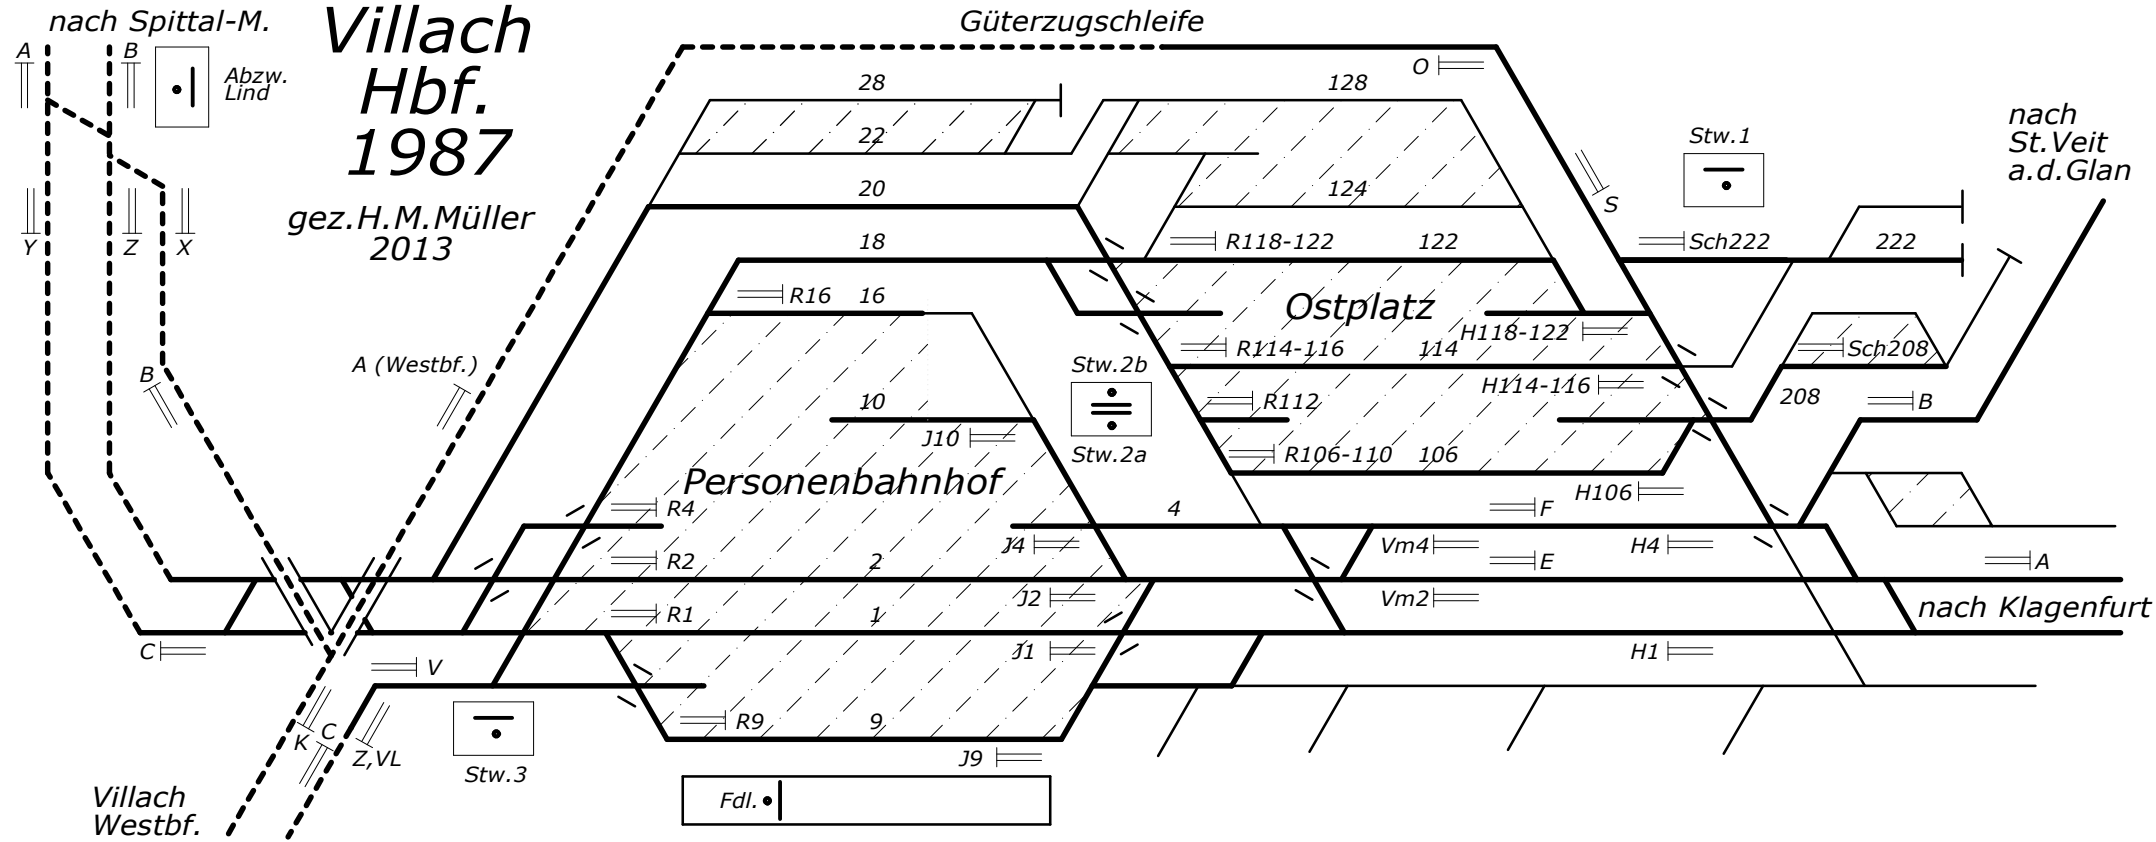 nach Spittal-M.
Villach
Hbf.
1987
gez.H.M.Müller
2013
Güterzugschleife
A
B
Abzw.
Lind
O
28
128
nach
St.Veit
a.d.Glan
22
Stw.1
20
124
S
Y
Z
X
18
R118-122
122
Sch222
222
R16
16
Ostplatz
H118-122
A (Westbf.)
B
Stw.2b
R114-116
114
Sch208
H114-116
10
R112
208
B
J10
Stw.2a
R106-110
106
Personenbahnhof
H106
R4
4
F
J4
Vm4
H4
R2
2
E
A
J2
Vm2
nach Klagenfurt
R1
1
C
J1
H1
V
R9
9
K
C
Z,VL
J9
Stw.3
Villach
Westbf.
Fdl.